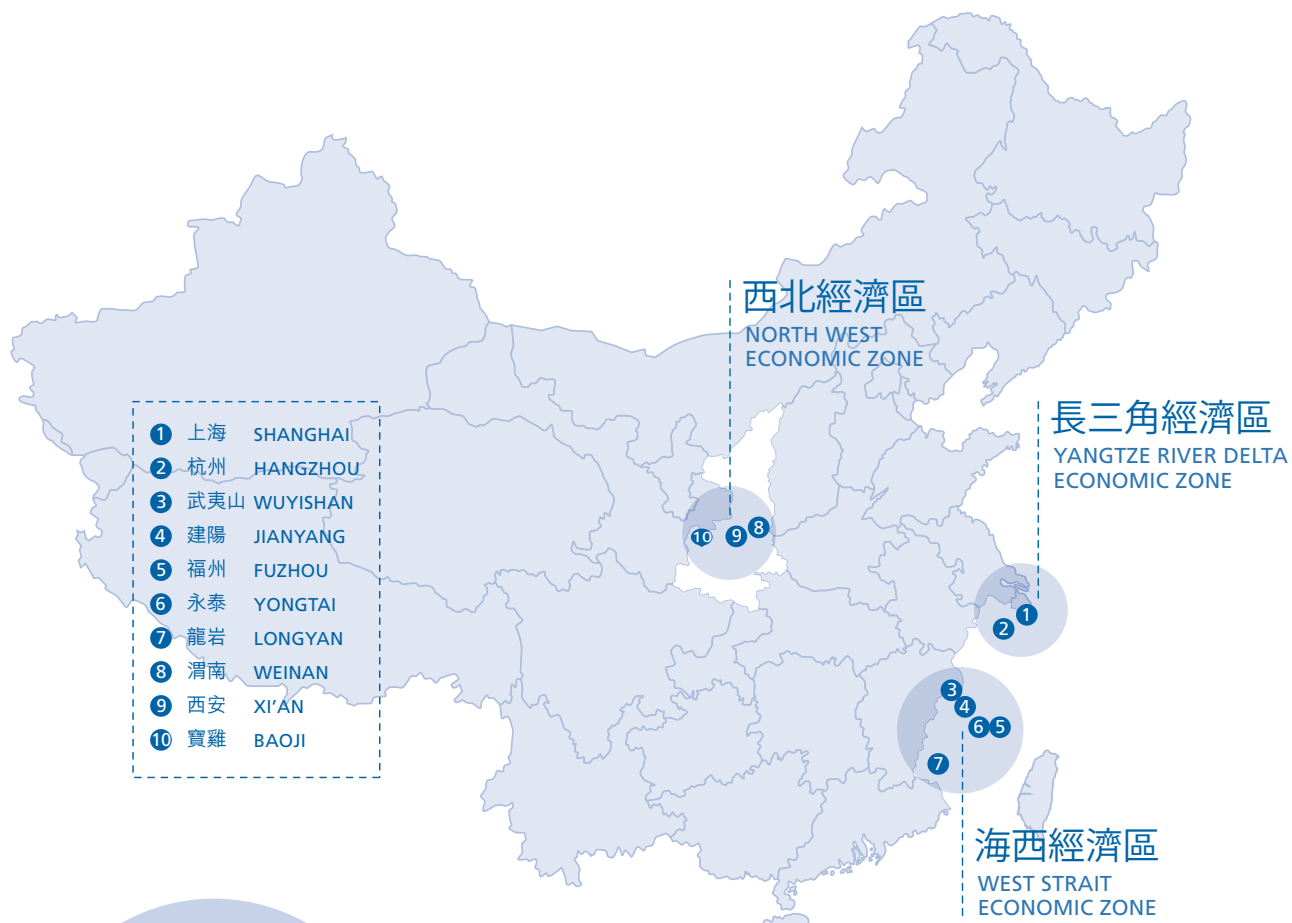 西北經濟區
NORTH WEST
ECONOMIC ZONE
長三角經濟區
YANGTZE RIVER DELTA
ECONOMIC ZONE
1 上海 SHANGHAI
2 杭州 HANGZHOU
3 武夷山 WUYISHAN
4 建陽 JIANYANG
5 福州 FUZHOU
6 永泰 YONGTAI
7 龍岩 LONGYAN
8 渭南 WEINAN
9 西安 XI’AN
10 寶雞 BAOJI
10 9 8
1
2
3
4
6 5
7
海西經濟區
WEST STRAIT
ECONOMIC ZONE